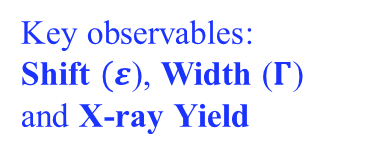 Key observables:
Shift (ε), Width (Γ)
and X-ray Yield